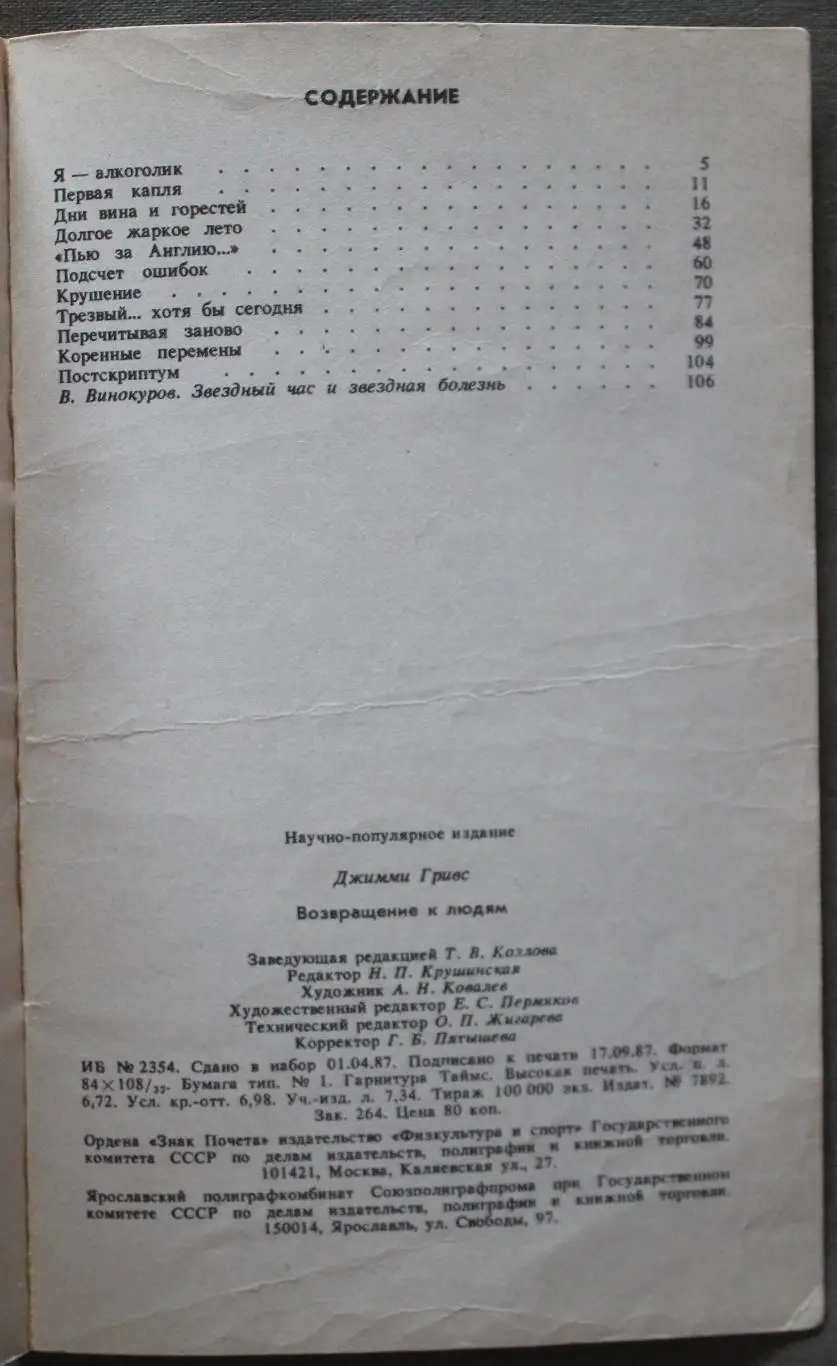 СОДЕРЖАНИЕ
Я — алкоголик . . . . . . . . . . . . . . . . . 5
Первая капля . . . . . . . . . . . . . . . . . 11
Дни вина и горестей . . . . . . . . . . . . . . . 16
Долгое жаркое лето . . . . . . . . . . . . . . . 32
«Пью за Англию...» . . . . . . . . . . . . . . . 48
Подсчет ошибок . . . . . . . . . . . . . . . . 60
Крушение . . . . . . . . . . . . . . . . . . . 70
Трезвый... хотя бы сегодня . . . . . . . . . . . . . 77
Перечитывая заново . . . . . . . . . . . . . . . 84
Коренные перемены . . . . . . . . . . . . . . . 99
Постскриптум . . . . . . . . . . . . . . . . . 104
В. Винокуров. Звездный час и звездная болезнь . . . . . . 106
Научно-популярное издание
Джимми Гривс
Возвращение к людям
Заведующая редакцией Т. В. Козлова
Редактор Н. П. Крушинская
Художник А. Н. Ковалев
Художественный редактор Е. С. Пермяков
Технический редактор О. П. Жигарева
Корректор Г. Б. Пятышева
ИБ № 2354. Сдано в набор 01.04.87. Подписано к печати 17.09.87. Формат
84×108/32. Бумага тип. № 1. Гарнитура Таймс. Высокая печать. Усл. п. л.
6,72. Усл. кр.-отт. 6,98. Уч.-изд. л. 7,34. Тираж 100 000 экз. Издат. № 7892.
Зак. 264. Цена 80 коп.
Ордена «Знак Почета» издательство «Физкультура и спорт» Государственного
комитета СССР по делам издательств, полиграфии и книжной торговли.
101421, Москва, Каляевская ул., 27.
Ярославский полиграфкомбинат Союзполиграфпрома при Государственном
комитете СССР по делам издательств, полиграфии и книжной торговли.
150014, Ярославль, ул. Свободы, 97.